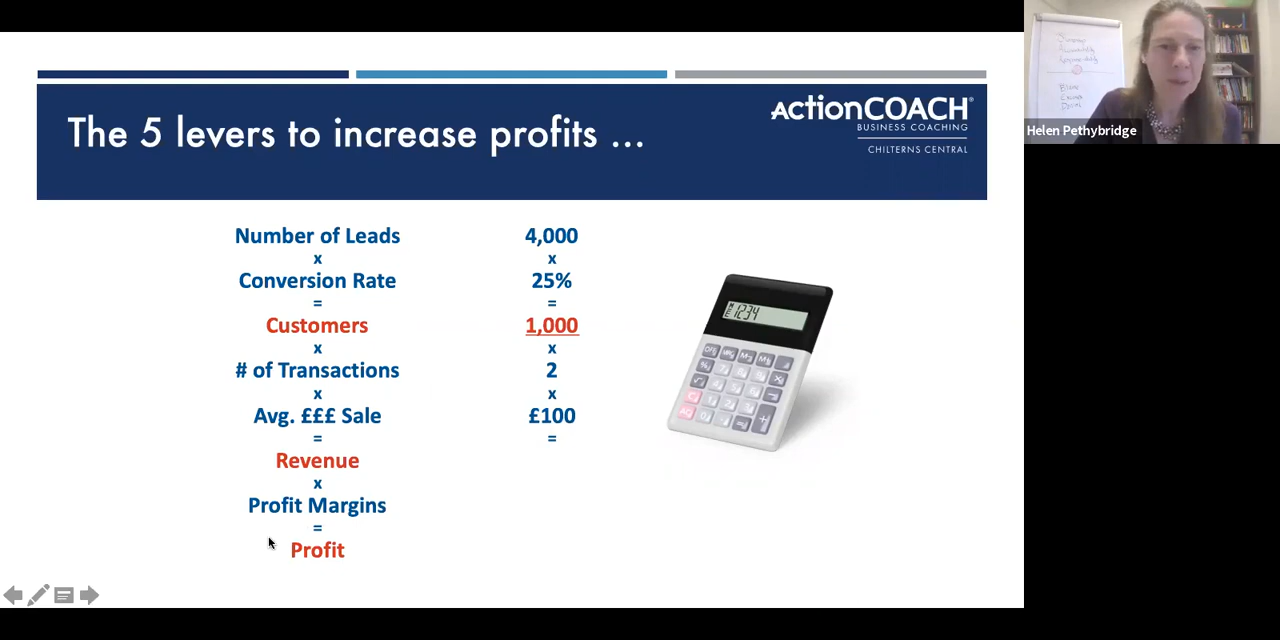 The 5 levers to increase profits ...
ActionCOACH®
BUSINESS COACHING
CHILTERNS CENTRAL
Number of Leads 4,000
x x
Conversion Rate 25%
= =
Customers 1,000
x x
# of Transactions 2
x x
Avg. £££ Sale £100
= =
Revenue
x
Profit Margins
=
Profit
Helen Pethybridge
1234